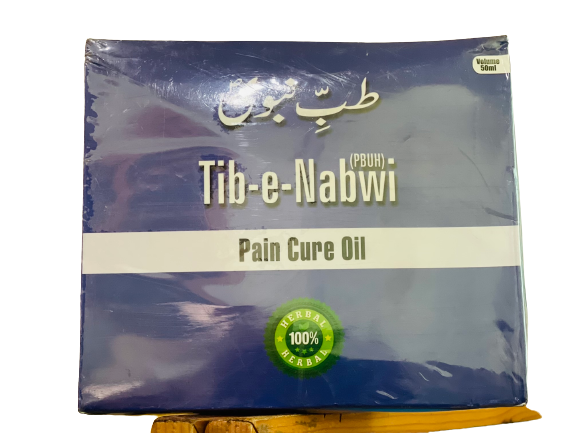 Volume
50ml
طبِّ نبویؐ
(PBUH)
Tib-e-Nabwi
Pain Cure Oil
HERBAL
100%
HERBAL